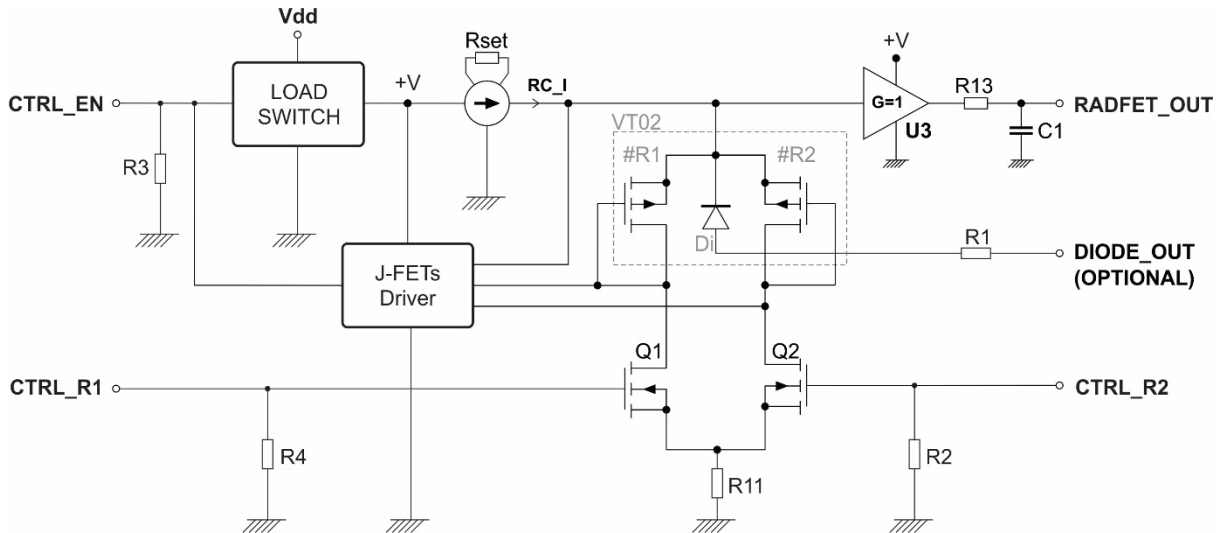 Vdd
Rset
+V
CTRL_EN
LOAD
SWITCH
+V
RC_I
G=1
U3
R13
RADFET_OUT
C1
VT02
#R1
#R2
R3
Di
R1
DIODE_OUT
(OPTIONAL)
J-FETs
Driver
Q1
Q2
CTRL_R1
CTRL_R2
R4
R11
R2